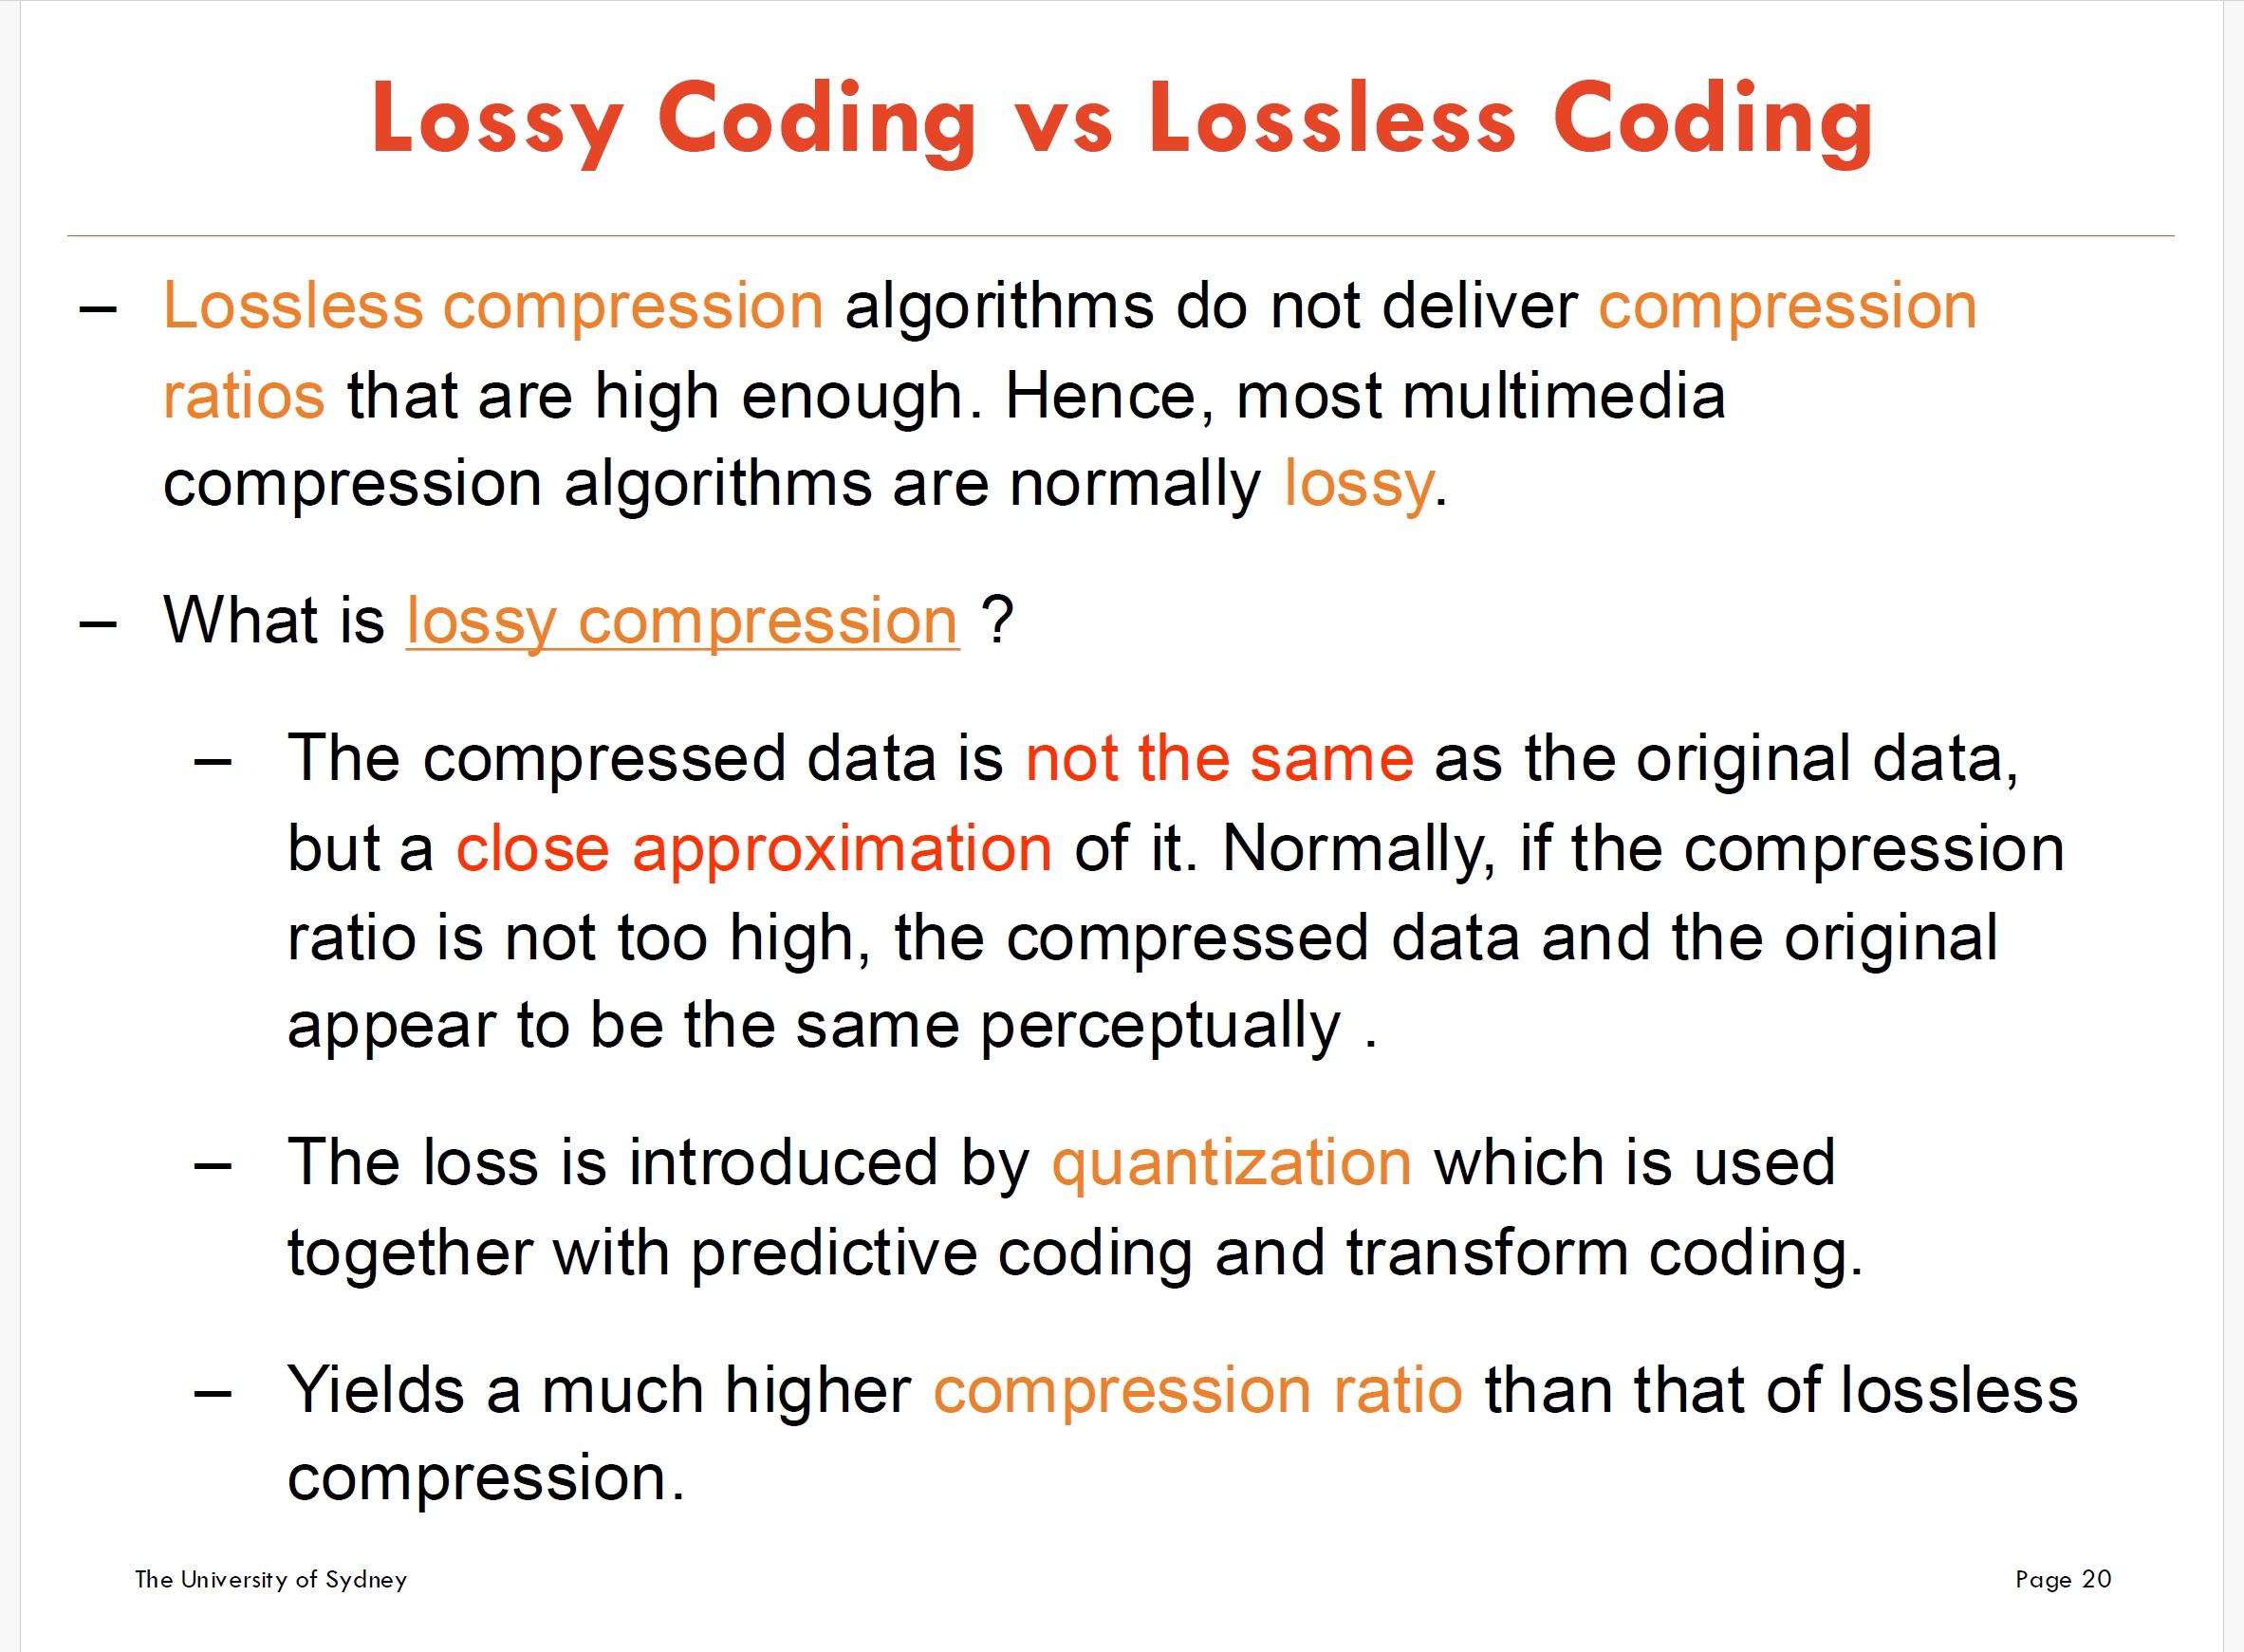 Lossy Coding vs Lossless Coding
– Lossless compression algorithms do not deliver compression
ratios that are high enough. Hence, most multimedia
compression algorithms are normally lossy.
– What is lossy compression ?
– The compressed data is not the same as the original data,
but a close approximation of it. Normally, if the compression
ratio is not too high, the compressed data and the original
appear to be the same perceptually .
– The loss is introduced by quantization which is used
together with predictive coding and transform coding.
– Yields a much higher compression ratio than that of lossless
compression.
The University of Sydney
Page 20